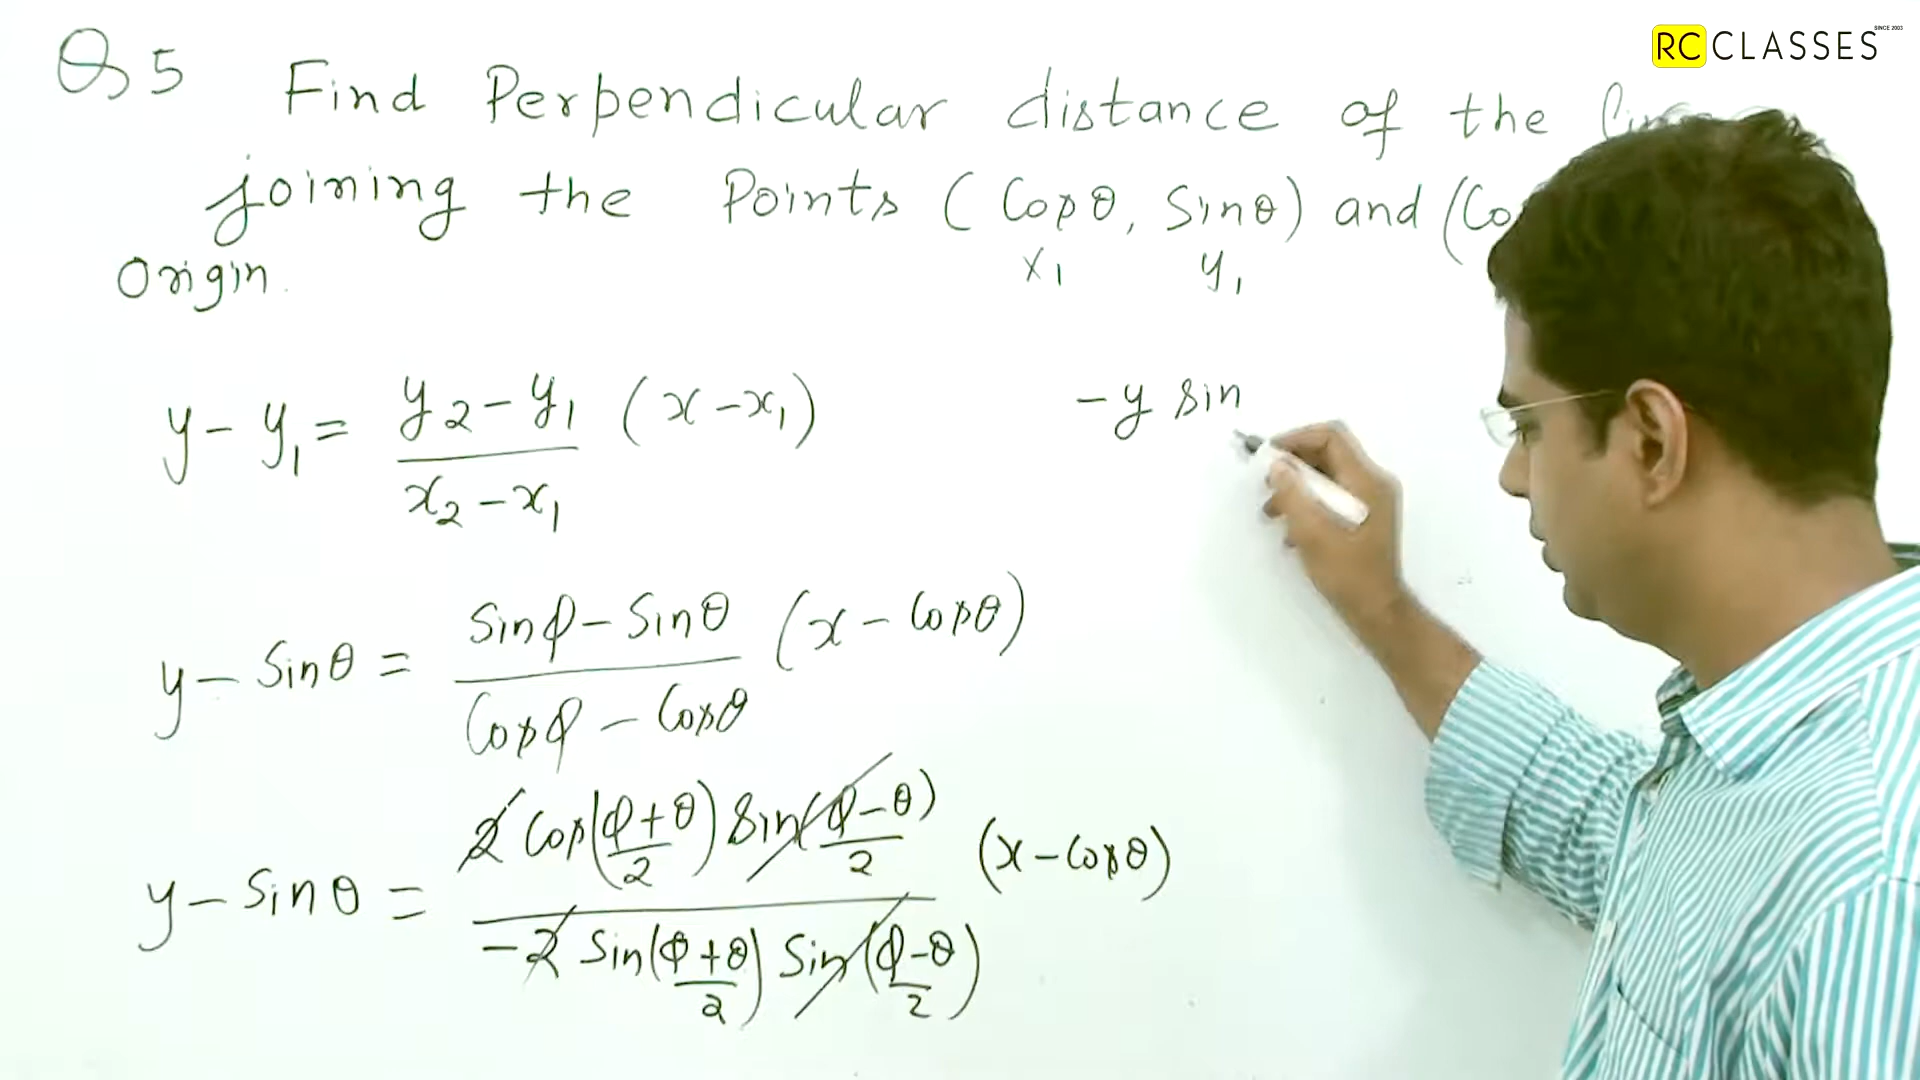 RC CLASSES
SINCE 2003
Q5 Find Perpendicular distance of the
joining the Points (Cosθ, Sinθ) and
x₁ y₁
Origin.
y - y₁ = (y₂ - y₁)/(x₂ - x₁) (x - x₁)
-y sin
y - Sinθ = (Sinφ - Sinθ)/(Cosφ - Cosθ) (x - Cosθ)
y - Sinθ = (2 Cos((φ+θ)/2) Sin((φ-θ)/2))/(-2 Sin((φ+θ)/2) Sin((φ-θ)/2)) (x - Cosθ)